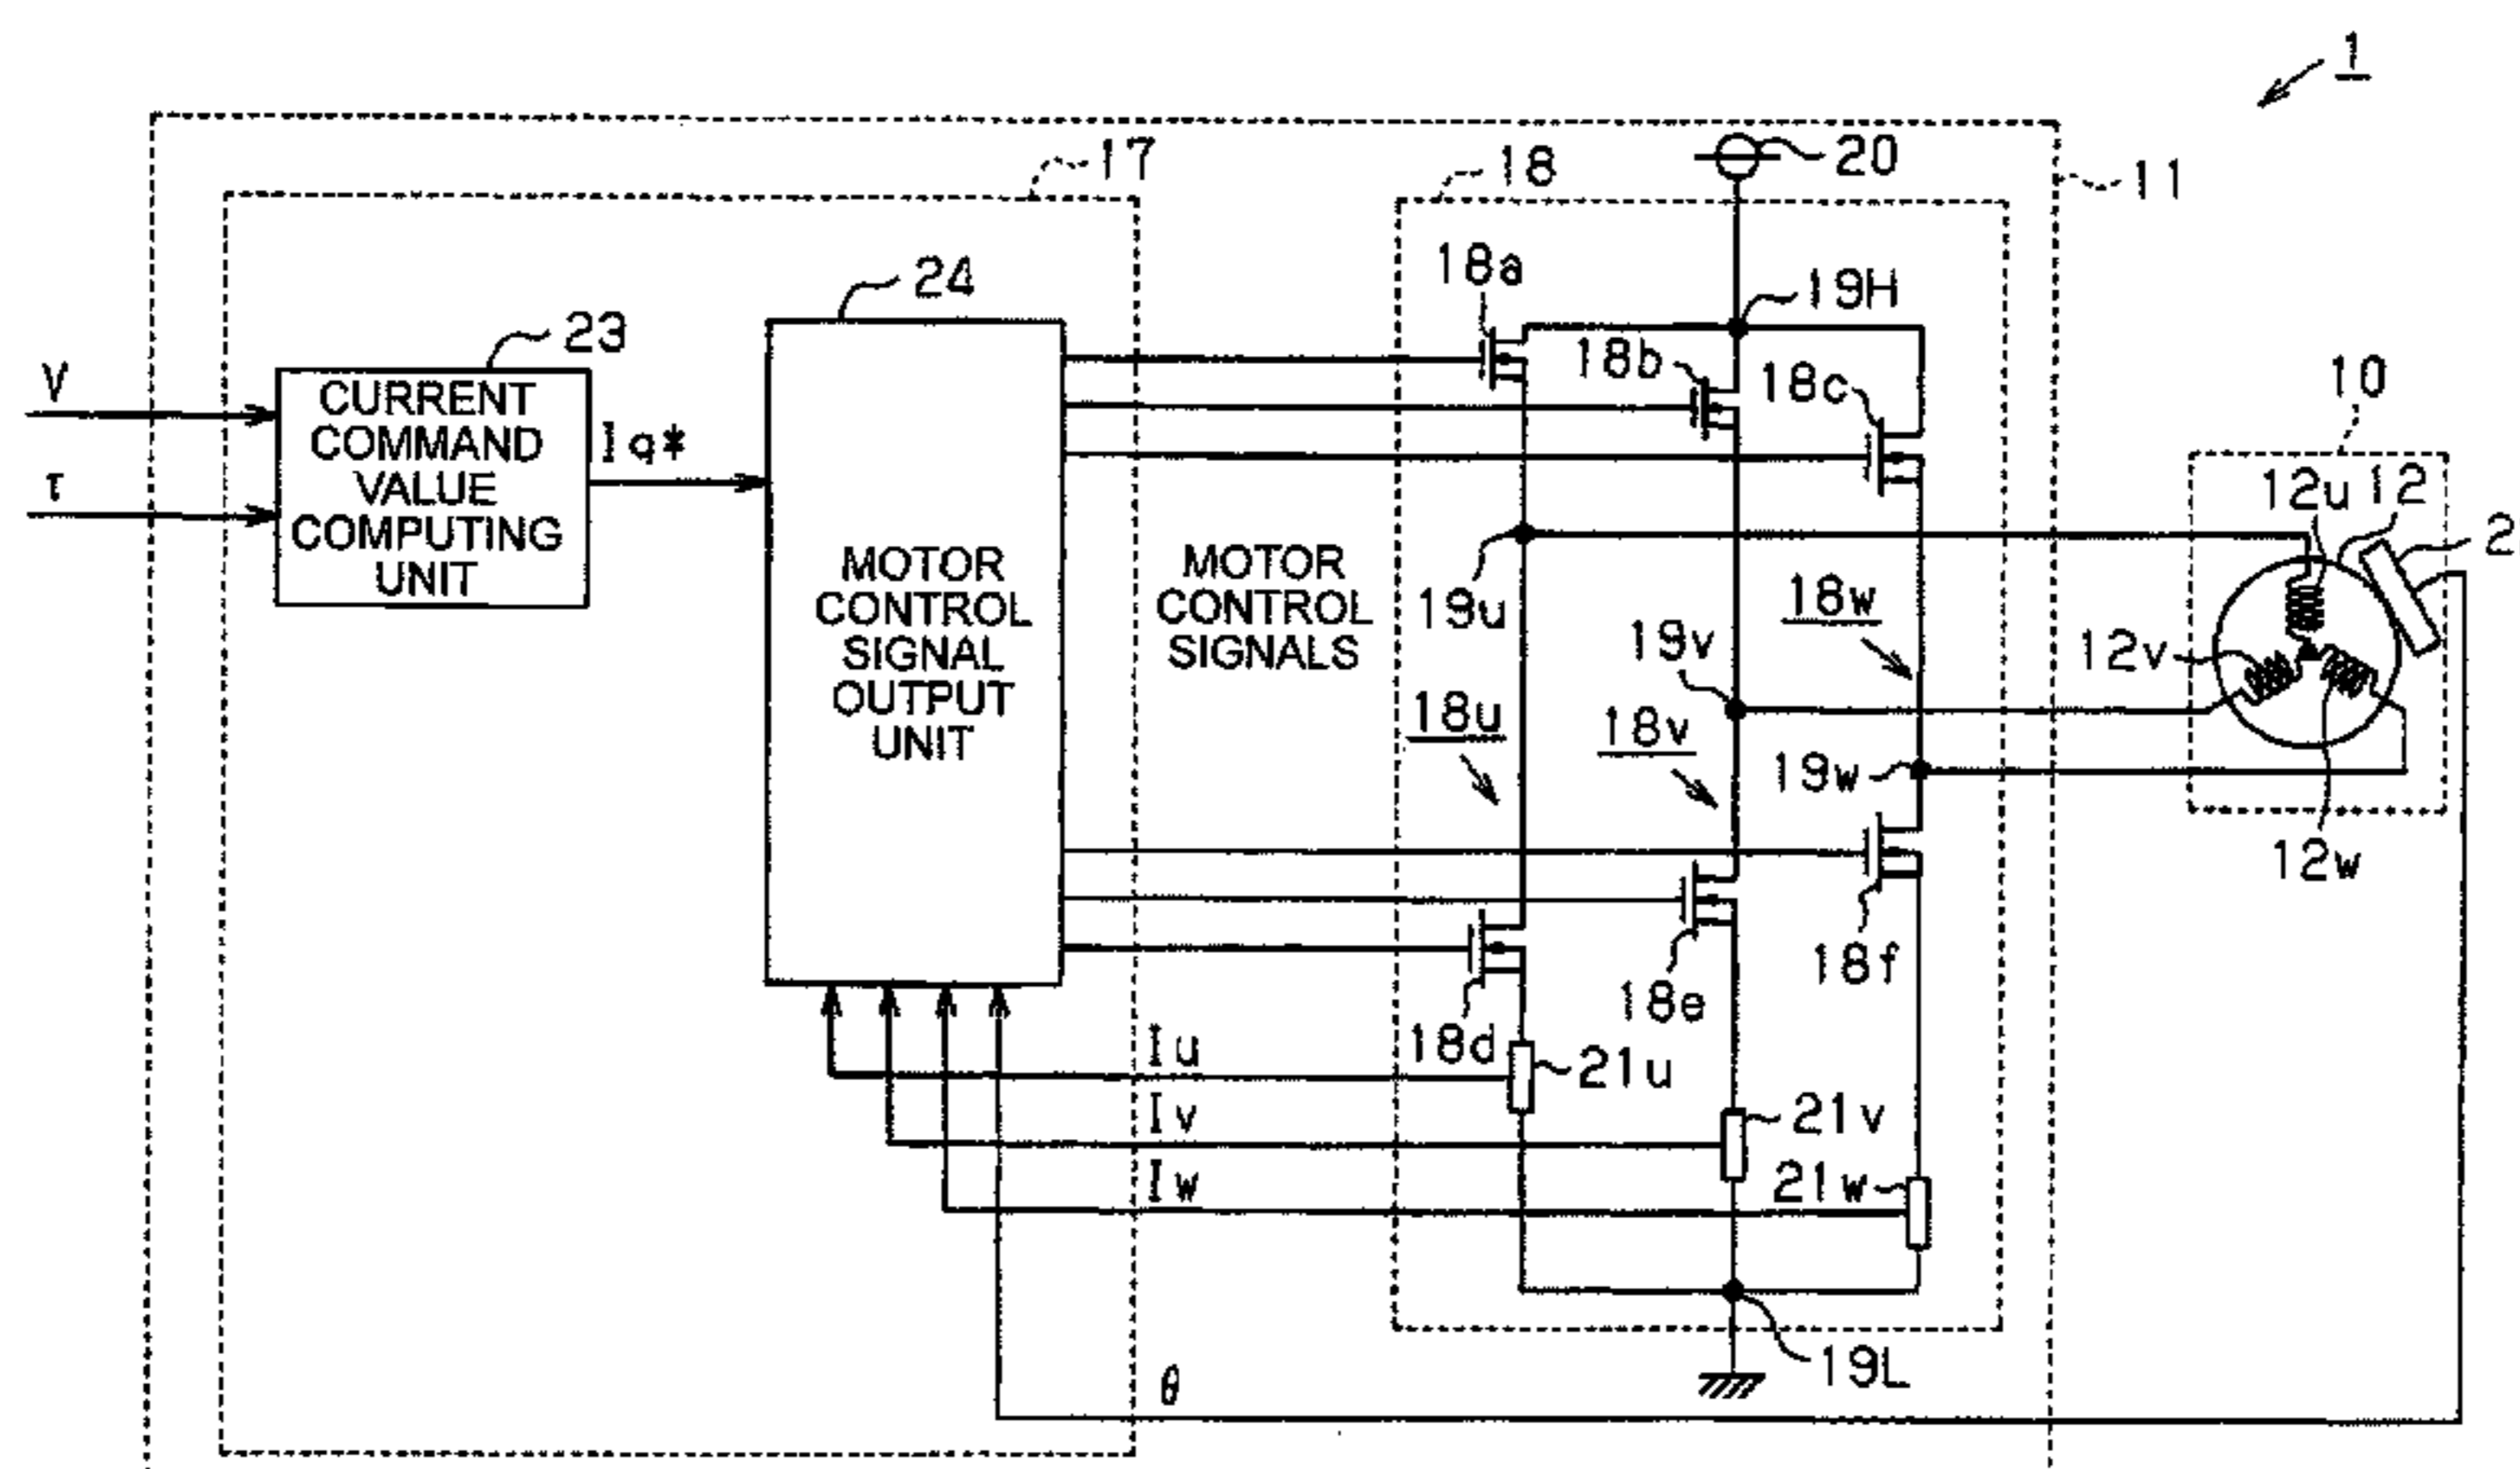 1
17
18
20
11
18a
24
19H
23
18b
18c
10
V
CURRENT
COMMAND
VALUE
COMPUTING
UNIT
Iq*
τ
12u
12
2
MOTOR
CONTROL
SIGNAL
OUTPUT
UNIT
MOTOR
CONTROL
SIGNALS
19u
18w
19v
12v
18u
18v
19w
12w
18f
18e
18d
Iu
21u
Iv
21v
Iw
21w
19L
θ